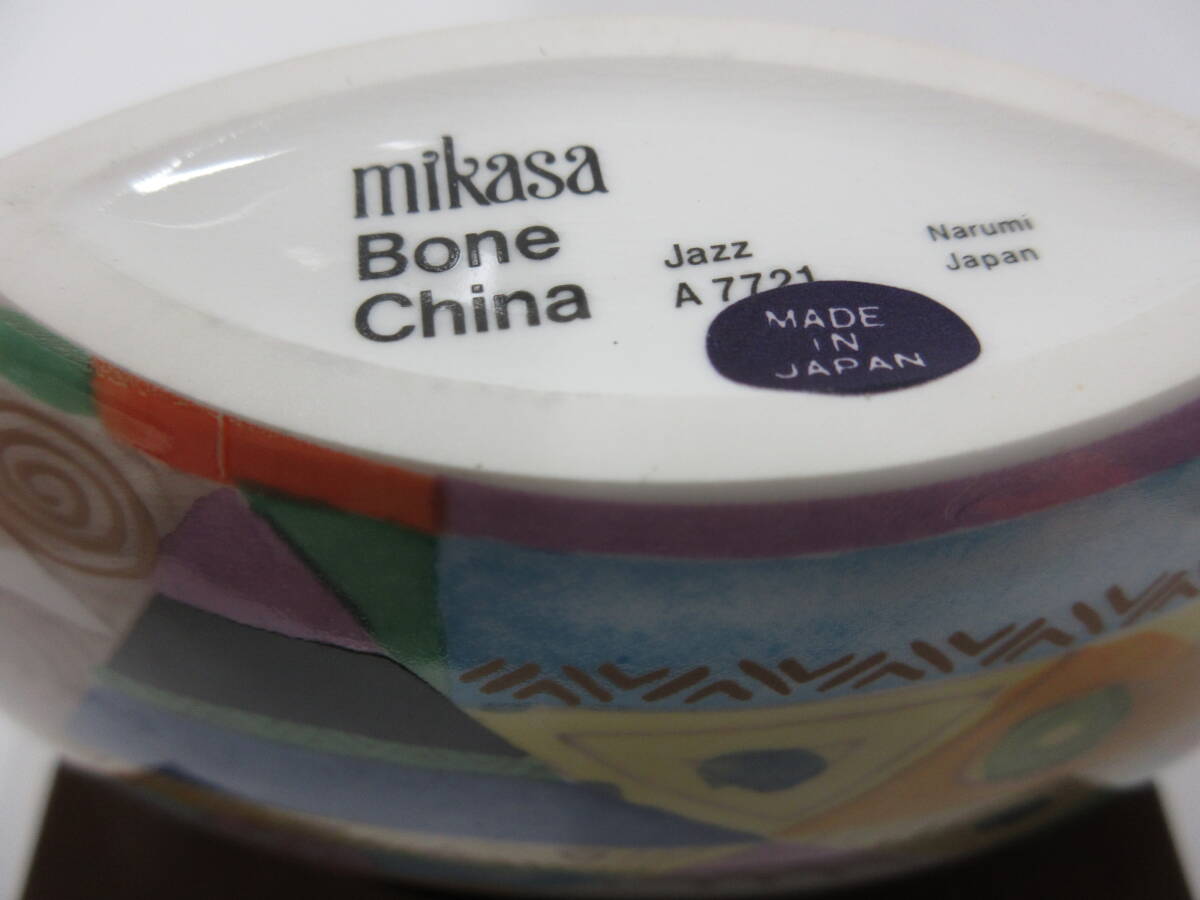 mikasa
Bone
China
Jazz
A 7721
Narumi
Japan
MADE
IN
JAPAN